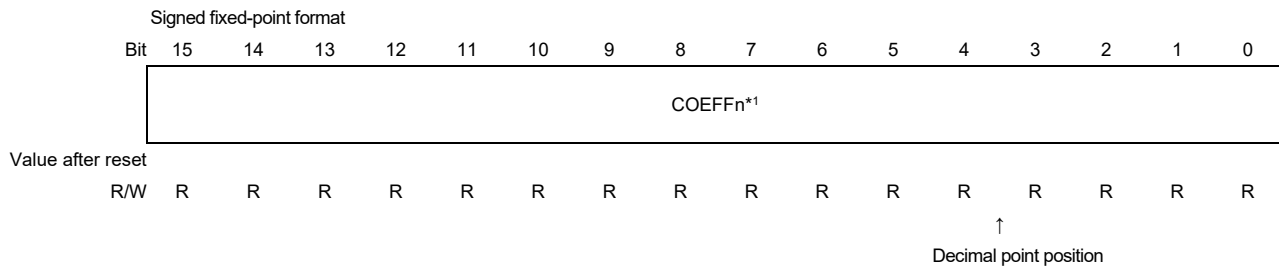 Signed fixed-point format
Bit 15 14 13 12 11 10 9 8 7 6 5 4 3 2 1 0
COEFFn*1
Value after reset
R/W R R R R R R R R R R R R R R R R
↑
Decimal point position